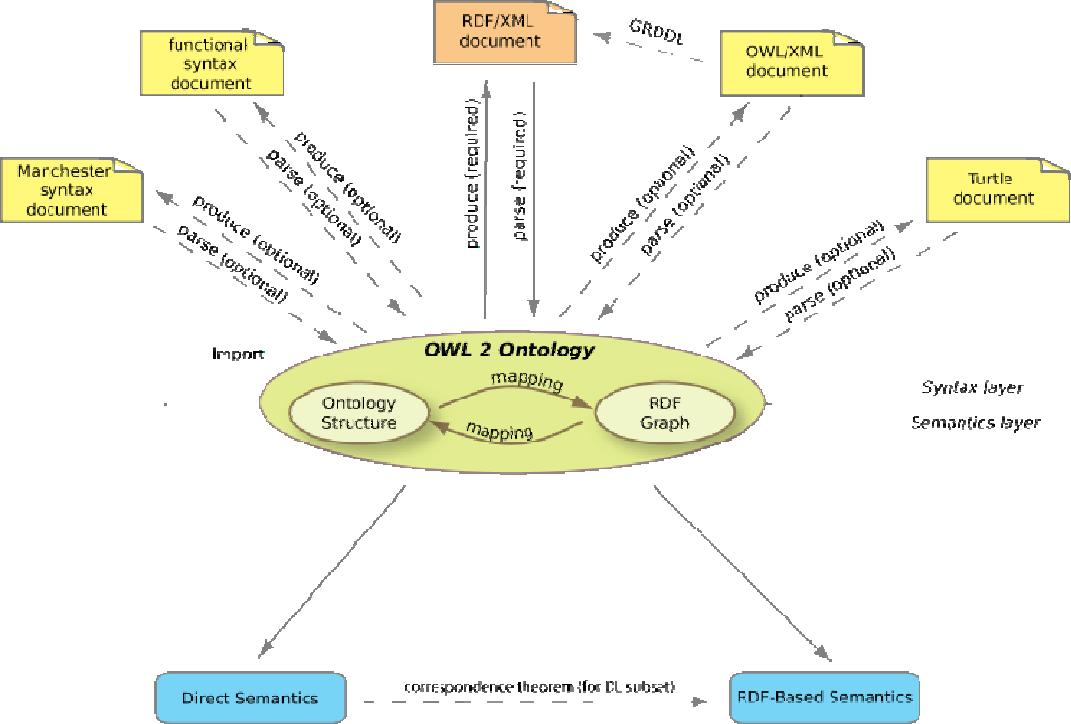 RDF/XML
document
GRDDL
functional
syntax
document
OWL/XML
document
Manchester
syntax
document
Turtle
document
produce (optional)
parse (optional)
produce (optional)
parse (optional)
produce (required)
parse (required)
produce (optional)
parse (optional)
produce (optional)
parse (optional)
Import
OWL 2 Ontology
mapping
Ontology
Structure
RDF
Graph
mapping
Syntax layer
Semantics layer
Direct Semantics
correspondence theorem (for DL subset)
RDF-Based Semantics